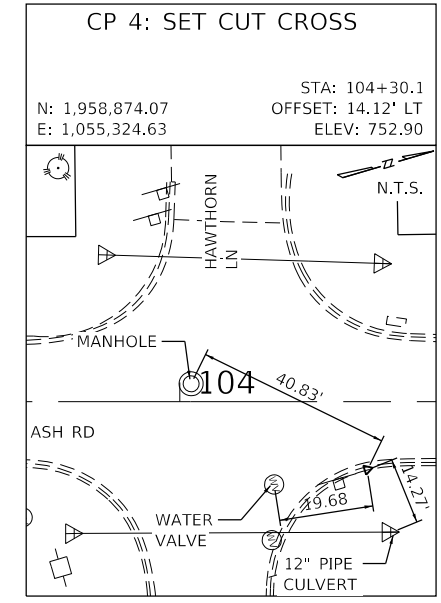 CP 4: SET CUT CROSS
STA: 104+30.1
N: 1,958,874.07 OFFSET: 14.12' LT
E: 1,055,324.63 ELEV: 752.90
N.T.S.
HAWTHORN
LN
MANHOLE
104
40.83'
ASH RD
14.27'
19.68
WATER
VALVE
12" PIPE
CULVERT